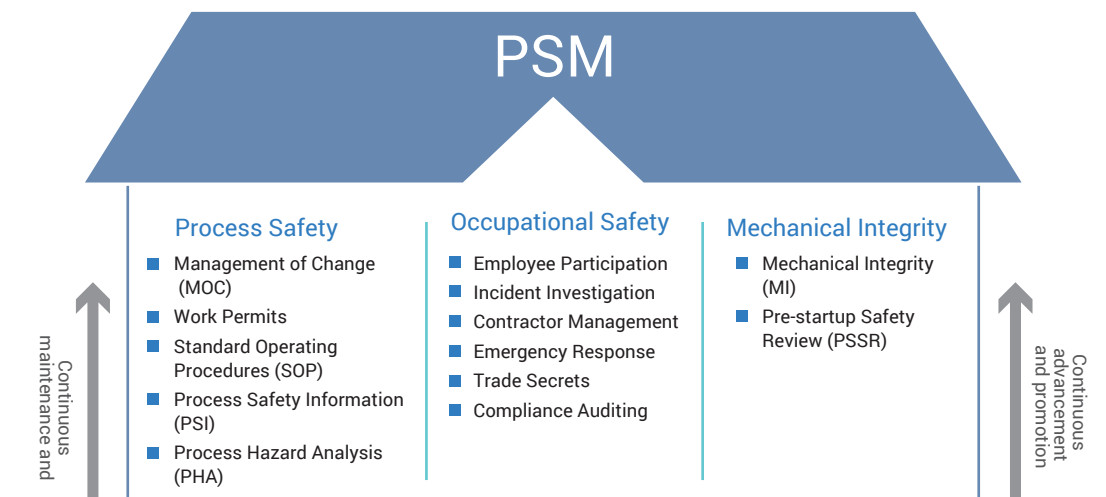 PSM
Process Safety
Management of Change
(MOC)
Work Permits
Standard Operating
Procedures (SOP)
Process Safety Information
(PSI)
Process Hazard Analysis
(PHA)
Occupational Safety
Employee Participation
Incident Investigation
Contractor Management
Emergency Response
Trade Secrets
Compliance Auditing
Mechanical Integrity
Mechanical Integrity
(MI)
Pre-startup Safety
Review (PSSR)
Continuous
maintenance and
Continuous
advancement
and promotion